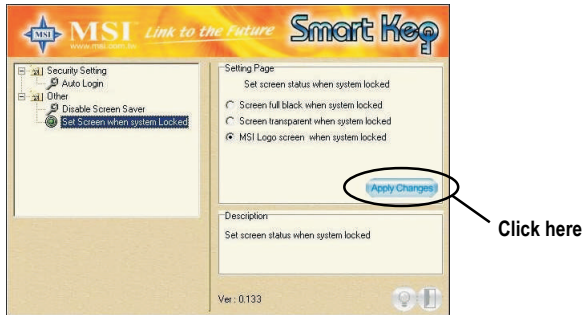 MSI Link to the Future Smart Key
www.msi.com.tw
Security Setting
Auto Login
Other
Disable Screen Saver
Set Screen when system Locked
Setting Page
Set screen status when system locked
Screen full black when system locked
Screen transparent when system locked
MSI Logo screen when system locked
Apply Changes
Click here
Description
Set screen status when system locked
Ver: 0.133